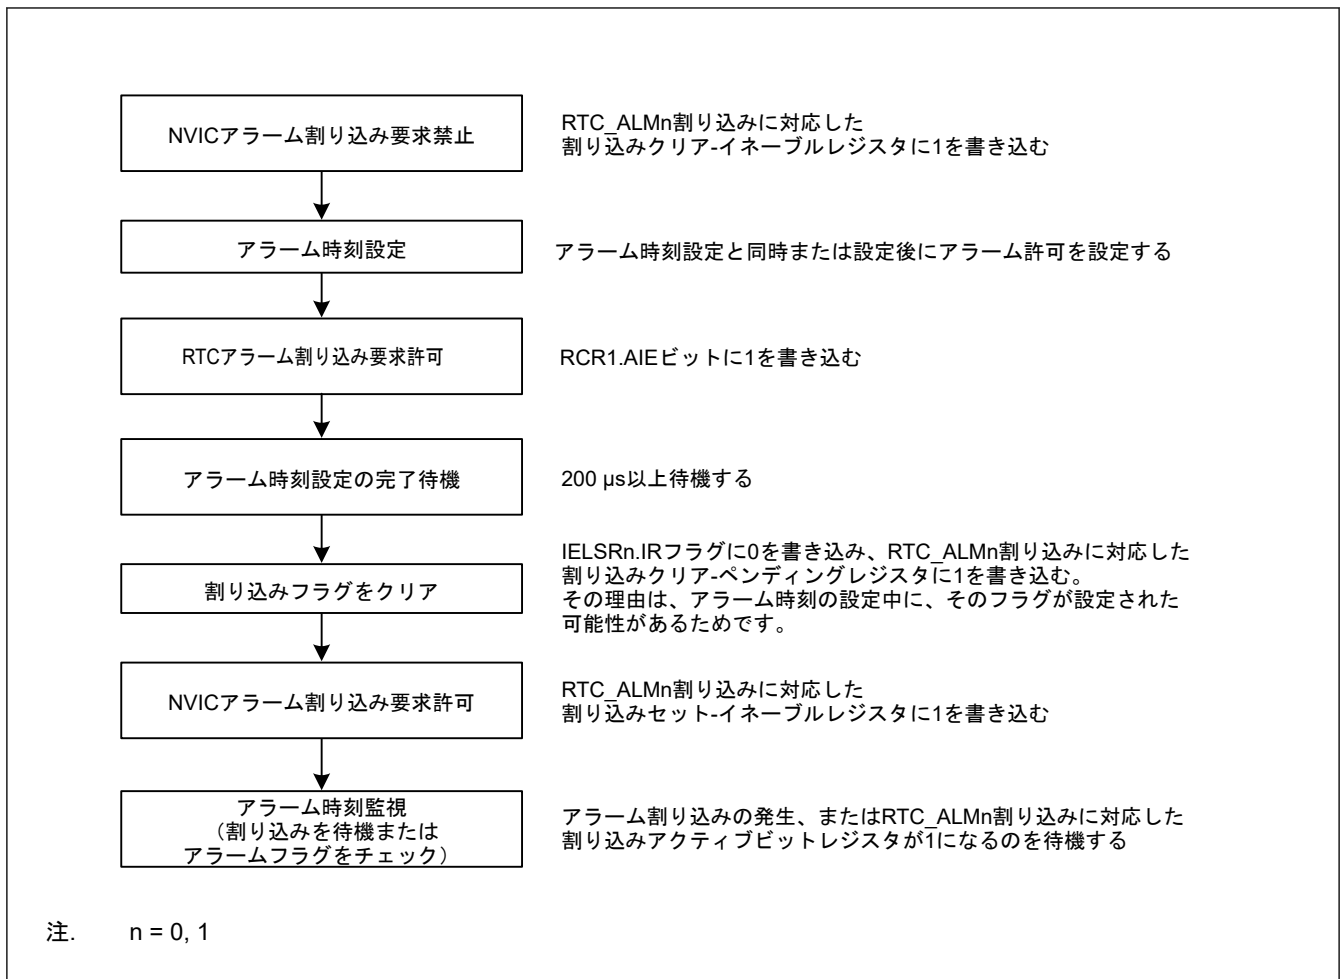 NVICアラーム割り込み要求禁止
RTC_ALMn割り込みに対応した
割り込みクリア-イネーブルレジスタに1を書き込む
アラーム時刻設定
アラーム時刻設定と同時または設定後にアラーム許可を設定する
RTCアラーム割り込み要求許可
RCR1.AIEビットに1を書き込む
アラーム時刻設定の完了待機
200 µs以上待機する
割り込みフラグをクリア
IELSRn.IRフラグに0を書き込み、RTC_ALMn割り込みに対応した
割り込みクリア-ペンディングレジスタに1を書き込む。
その理由は、アラーム時刻の設定中に、そのフラグが設定された
可能性があるためです。
NVICアラーム割り込み要求許可
RTC_ALMn割り込みに対応した
割り込みセット-イネーブルレジスタに1を書き込む
アラーム時刻監視
（割り込みを待機または
アラームフラグをチェック）
アラーム割り込みの発生、またはRTC_ALMn割り込みに対応した
割り込みアクティブビットレジスタが1になるのを待機する
注. n = 0, 1